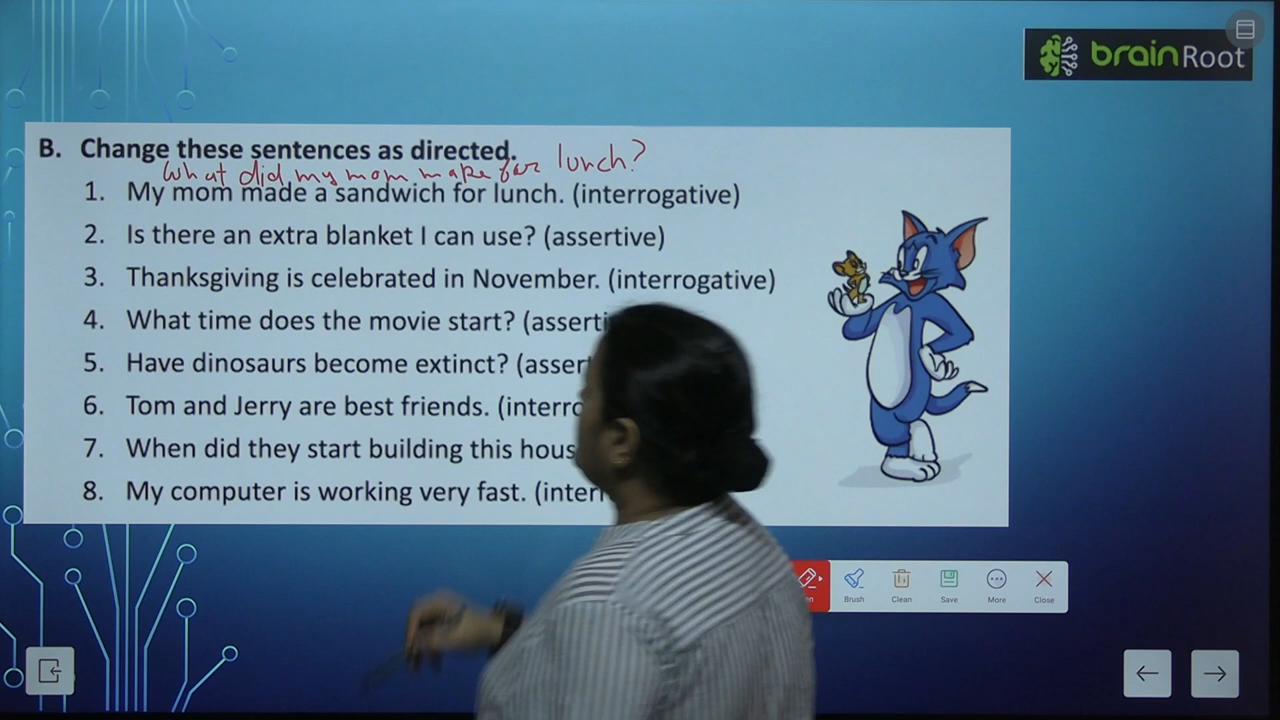 brainRoot
B. Change these sentences as directed.
What did my mom make for lunch?
1. My mom made a sandwich for lunch. (interrogative)
2. Is there an extra blanket I can use? (assertive)
3. Thanksgiving is celebrated in November. (interrogative)
4. What time does the movie start? (asserti
5. Have dinosaurs become extinct? (asser
6. Tom and Jerry are best friends. (interro
7. When did they start building this hous
8. My computer is working very fast. (inter
Brush Clean Save More Close